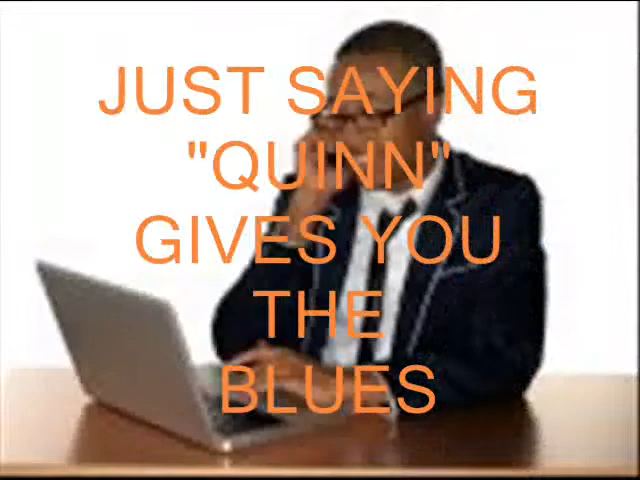 JUST SAYING
"QUINN"
GIVES YOU
THE
BLUES